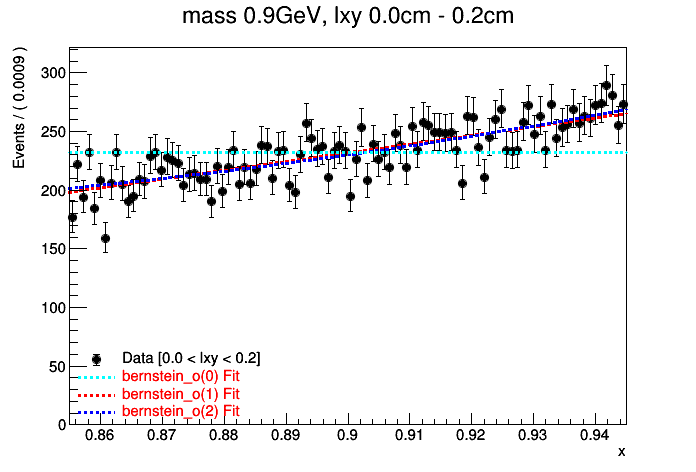 mass 0.9GeV, lxy 0.0cm - 0.2cm
Events / ( 0.0009 )
300
250
200
150
100
50
0
Data [0.0 < lxy < 0.2]
bernstein_o(0) Fit
bernstein_o(1) Fit
bernstein_o(2) Fit
0.86 0.87 0.88 0.89 0.9 0.91 0.92 0.93 0.94
x